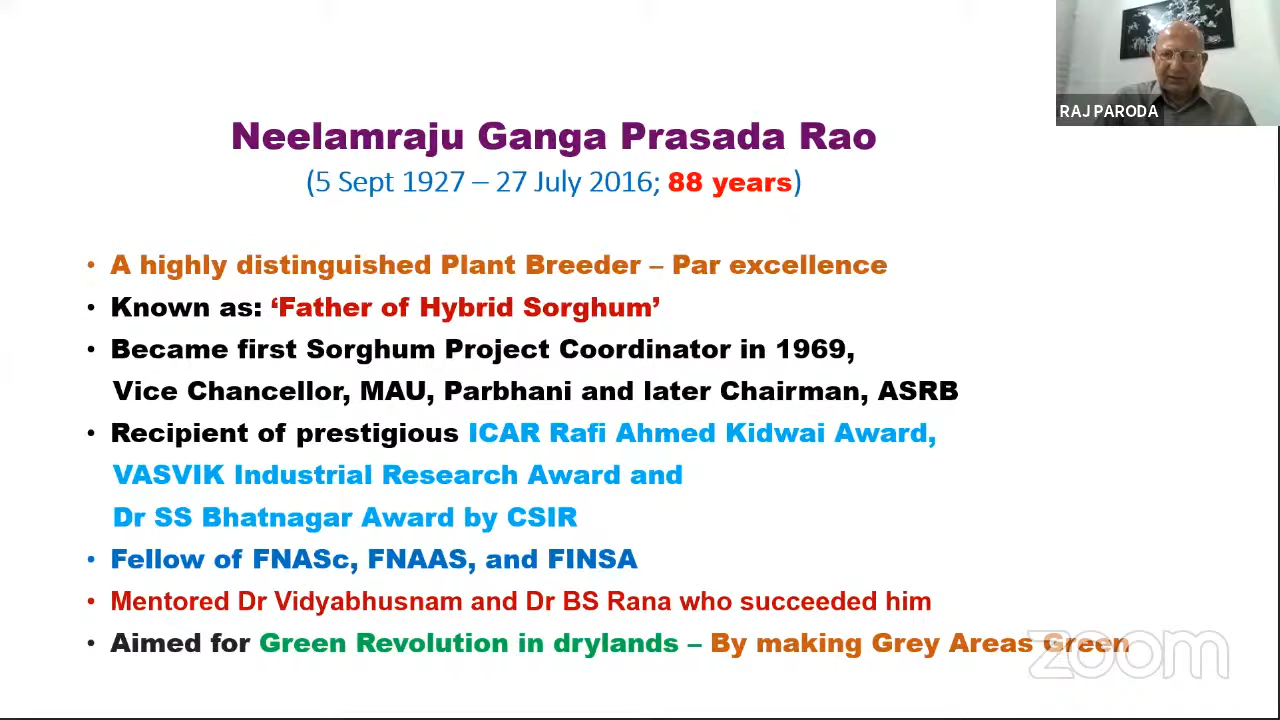 RAJ PARODA
Neelamraju Ganga Prasada Rao
(5 Sept 1927 – 27 July 2016; 88 years)
• A highly distinguished Plant Breeder – Par excellence
• Known as: ‘Father of Hybrid Sorghum’
• Became first Sorghum Project Coordinator in 1969,
Vice Chancellor, MAU, Parbhani and later Chairman, ASRB
• Recipient of prestigious ICAR Rafi Ahmed Kidwai Award,
VASVIK Industrial Research Award and
Dr SS Bhatnagar Award by CSIR
• Fellow of FNASc, FNAAS, and FINSA
• Mentored Dr Vidyabhusnam and Dr BS Rana who succeeded him
• Aimed for Green Revolution in drylands – By making Grey Areas Green
zoom